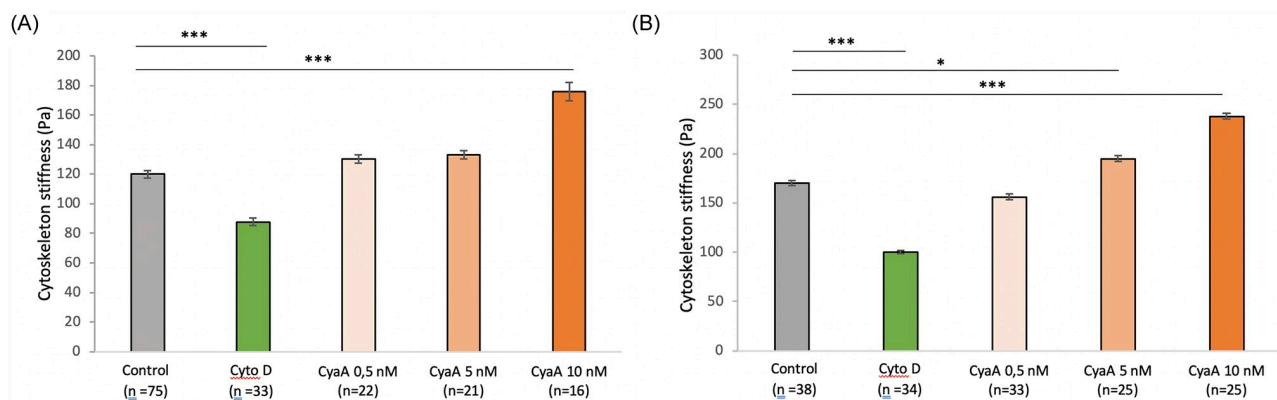 (A)
Cytoskeleton stiffness (Pa)
200
180
160
140
120
100
80
60
40
20
0
***
***
Control
(n =75)
Cyto D
(n =33)
CyaA 0,5 nM
(n=22)
CyaA 5 nM
(n=21)
CyaA 10 nM
(n=16)
(B)
Cytoskeleton stiffness (Pa)
300
250
200
150
100
50
0
***
*
***
Control
(n =38)
Cyto D
(n =34)
CyaA 0,5 nM
(n=33)
CyaA 5 nM
(n=25)
CyaA 10 nM
(n=25)